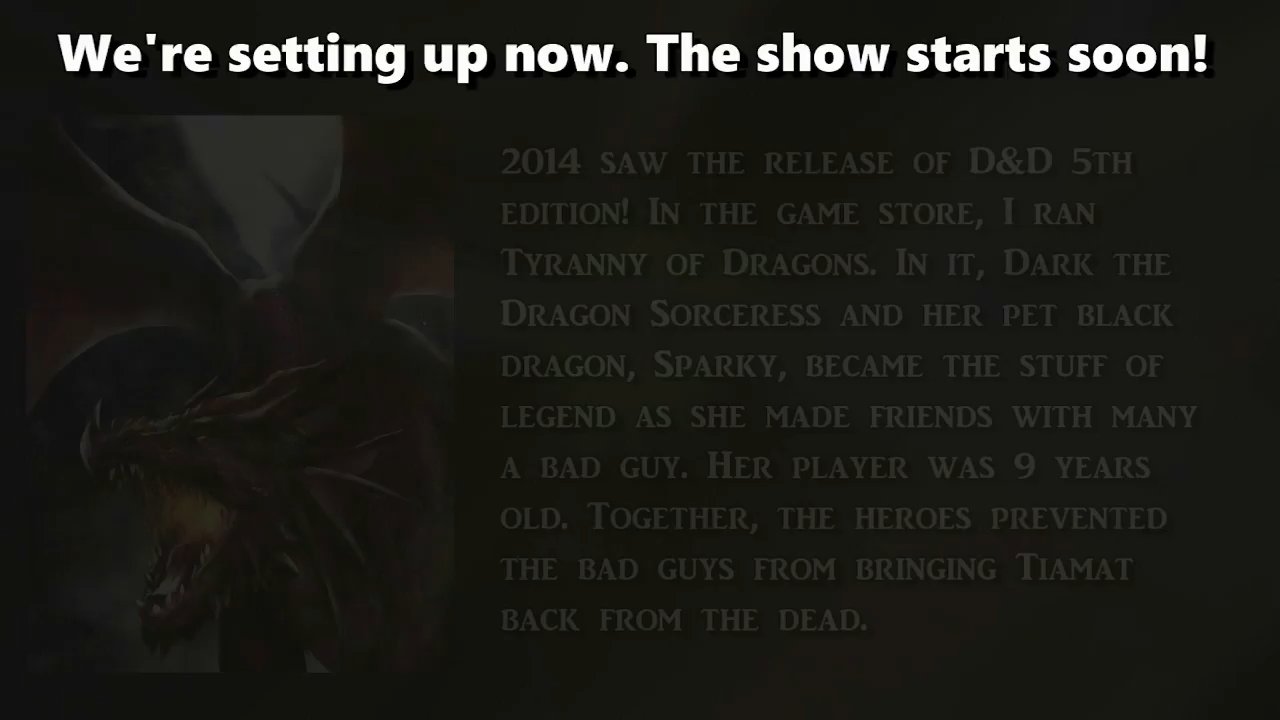 We're setting up now. The show starts soon!
2014 saw the release of D&D 5th
edition! In the game store, I ran
Tyranny of Dragons. In it, Dark the
Dragon Sorceress and her pet black
dragon, Sparky, became the stuff of
legend as she made friends with many
a bad guy. Her player was 9 years
old. Together, the heroes prevented
the bad guys from bringing Tiamat
back from the dead.